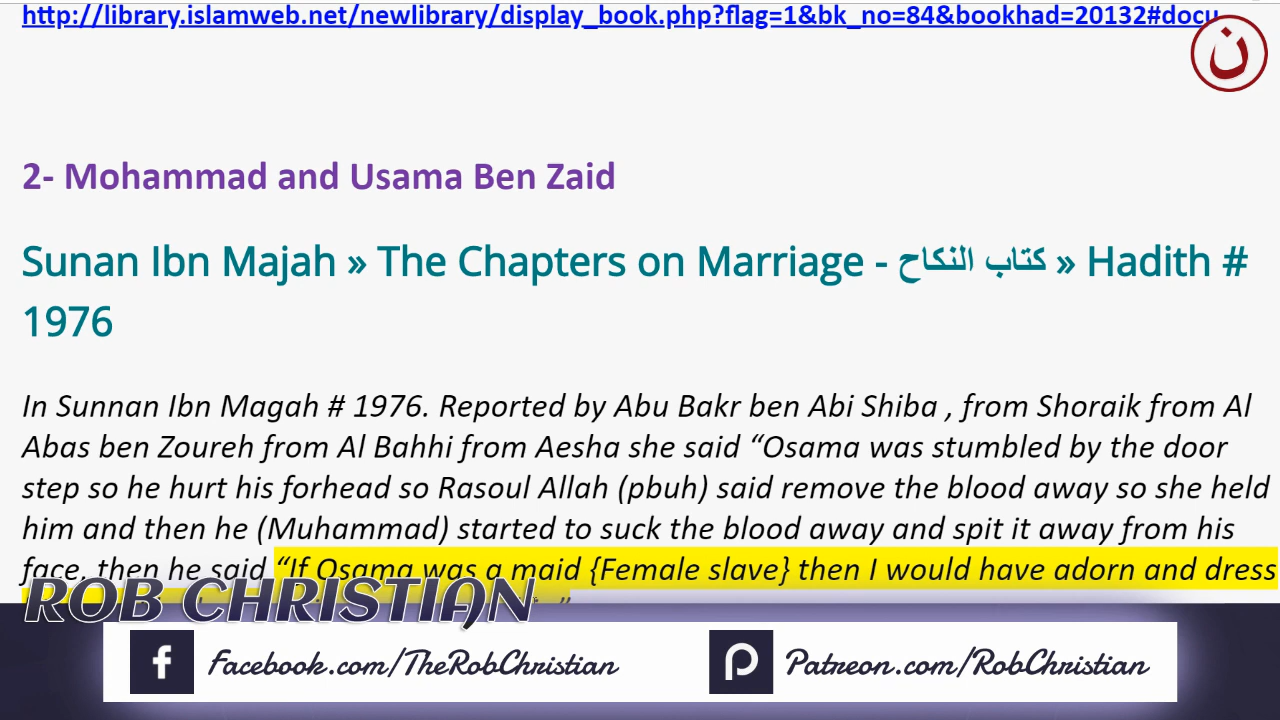 http://library.islamweb.net/newlibrary/display_book.php?flag=1&bk_no=84&bookhad=20132#docu
ن
2- Mohammad and Usama Ben Zaid
Sunan Ibn Majah » The Chapters on Marriage - كتاب النكاح » Hadith #
1976
In Sunnan Ibn Magah # 1976. Reported by Abu Bakr ben Abi Shiba , from Shoraik from Al
Abas ben Zoureh from Al Bahhi from Aesha she said “Osama was stumbled by the door
step so he hurt his forhead so Rasoul Allah (pbuh) said remove the blood away so she held
him and then he (Muhammad) started to suck the blood away and spit it away from his
face, then he said “If Osama was a maid {Female slave} then I would have adorn and dress
ROB CHRISTIAN
Facebook.com/TheRobChristian
Patreon.com/RobChristian